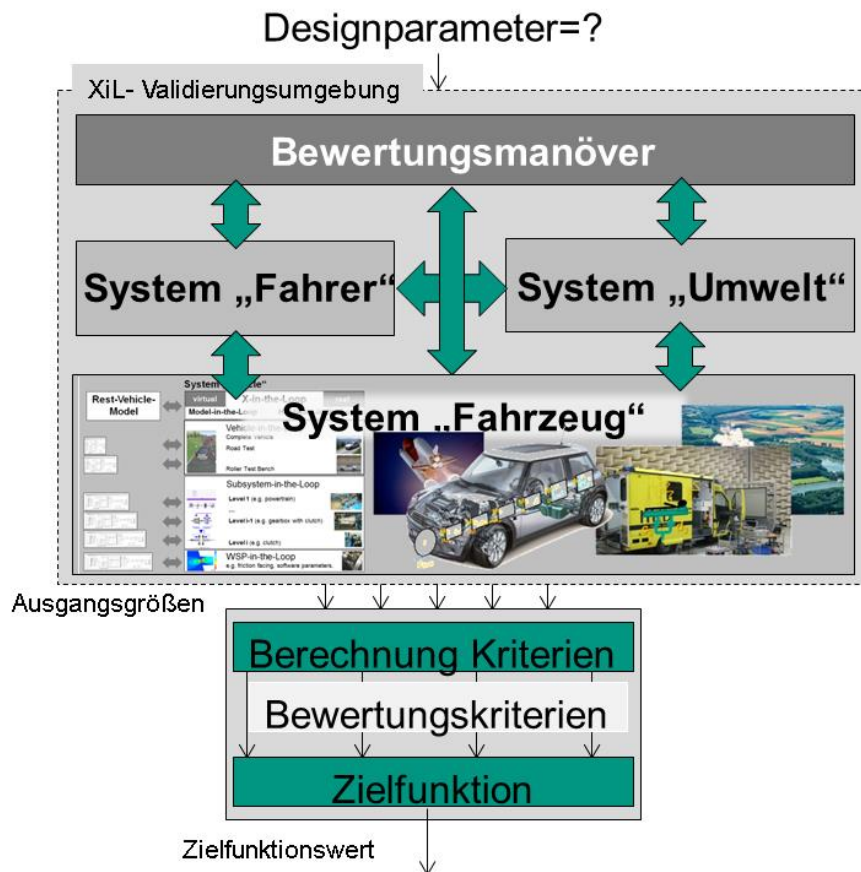 Designparameter=?
XiL- Validierungsumgebung
Bewertungsmanöver
System „Fahrer“
System „Umwelt“
System „Fahrzeug“
Rest-Vehicle-
Model
virtual
X-in-the-Loop
Model-in-the-Loop
Complete Vehicle
Road Test
Roller Test Bench
Subsystem-in-the-Loop
Level 1 (e.g. powertrain)
...
Level i-1 (e.g. gearbox with clutch)
Level i (e.g. clutch)
WSP-in-the-Loop
e.g. friction facing, software parameters.
Ausgangsgrößen
Berechnung Kriterien
Bewertungskriterien
Zielfunktion
Zielfunktionswert